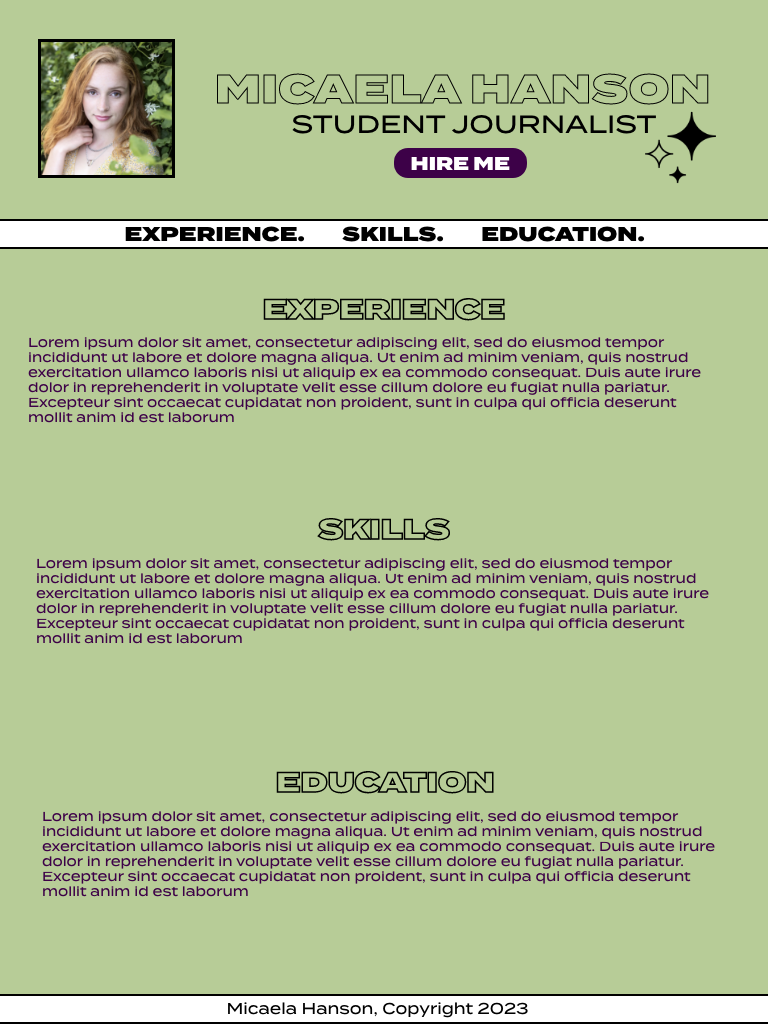 MICAELA HANSON
STUDENT JOURNALIST
HIRE ME
EXPERIENCE. SKILLS. EDUCATION.
EXPERIENCE
Lorem ipsum dolor sit amet, consectetur adipiscing elit, sed do eiusmod tempor
incididunt ut labore et dolore magna aliqua. Ut enim ad minim veniam, quis nostrud
exercitation ullamco laboris nisi ut aliquip ex ea commodo consequat. Duis aute irure
dolor in reprehenderit in voluptate velit esse cillum dolore eu fugiat nulla pariatur.
Excepteur sint occaecat cupidatat non proident, sunt in culpa qui officia deserunt
mollit anim id est laborum
SKILLS
Lorem ipsum dolor sit amet, consectetur adipiscing elit, sed do eiusmod tempor
incididunt ut labore et dolore magna aliqua. Ut enim ad minim veniam, quis nostrud
exercitation ullamco laboris nisi ut aliquip ex ea commodo consequat. Duis aute irure
dolor in reprehenderit in voluptate velit esse cillum dolore eu fugiat nulla pariatur.
Excepteur sint occaecat cupidatat non proident, sunt in culpa qui officia deserunt
mollit anim id est laborum
EDUCATION
Lorem ipsum dolor sit amet, consectetur adipiscing elit, sed do eiusmod tempor
incididunt ut labore et dolore magna aliqua. Ut enim ad minim veniam, quis nostrud
exercitation ullamco laboris nisi ut aliquip ex ea commodo consequat. Duis aute irure
dolor in reprehenderit in voluptate velit esse cillum dolore eu fugiat nulla pariatur.
Excepteur sint occaecat cupidatat non proident, sunt in culpa qui officia deserunt
mollit anim id est laborum
Micaela Hanson, Copyright 2023